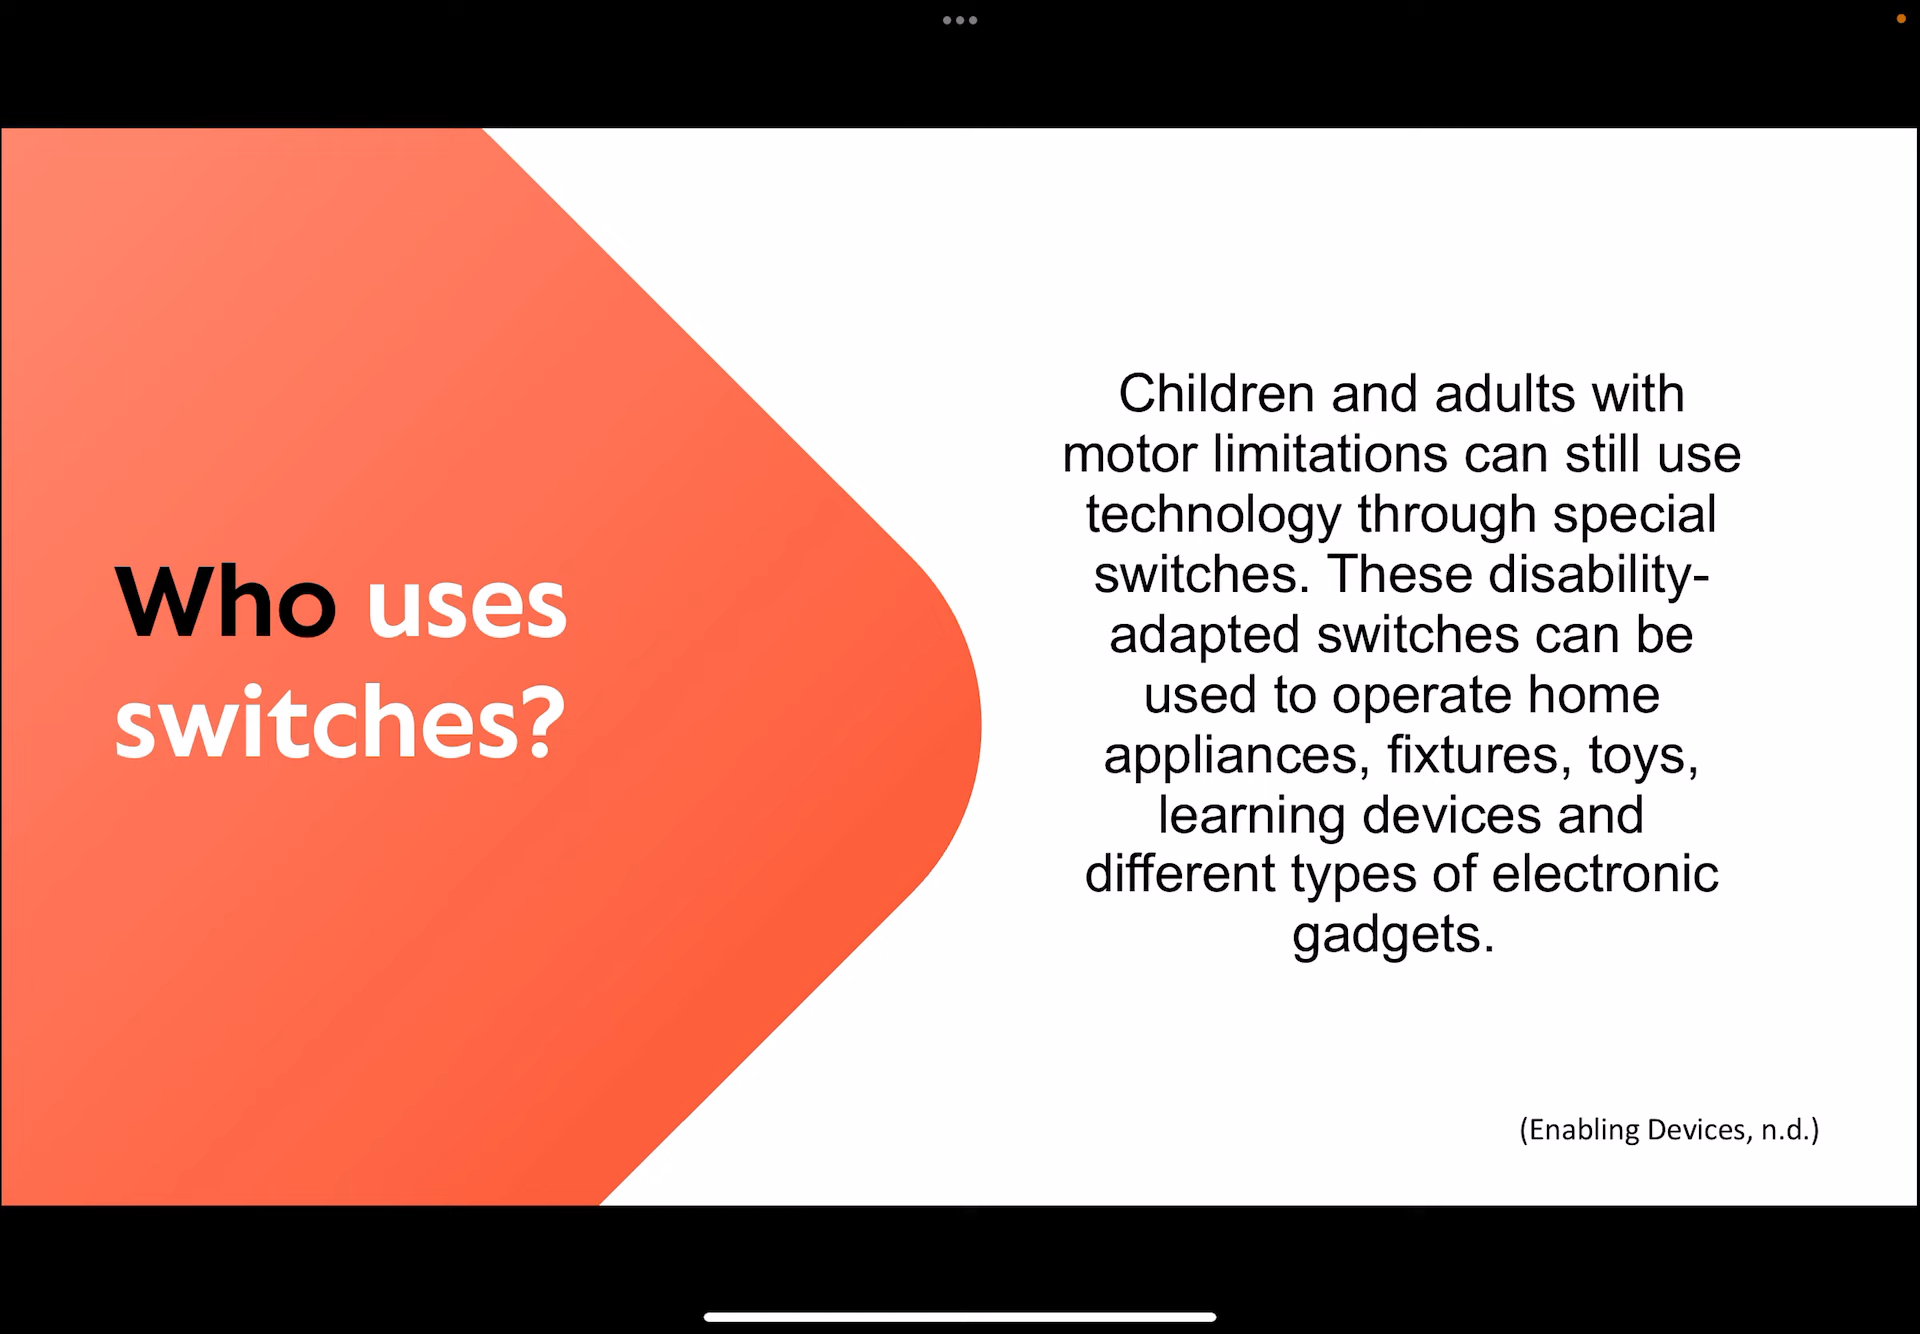 Who uses
switches?
Children and adults with
motor limitations can still use
technology through special
switches. These disability-
adapted switches can be
used to operate home
appliances, fixtures, toys,
learning devices and
different types of electronic
gadgets.
(Enabling Devices, n.d.)